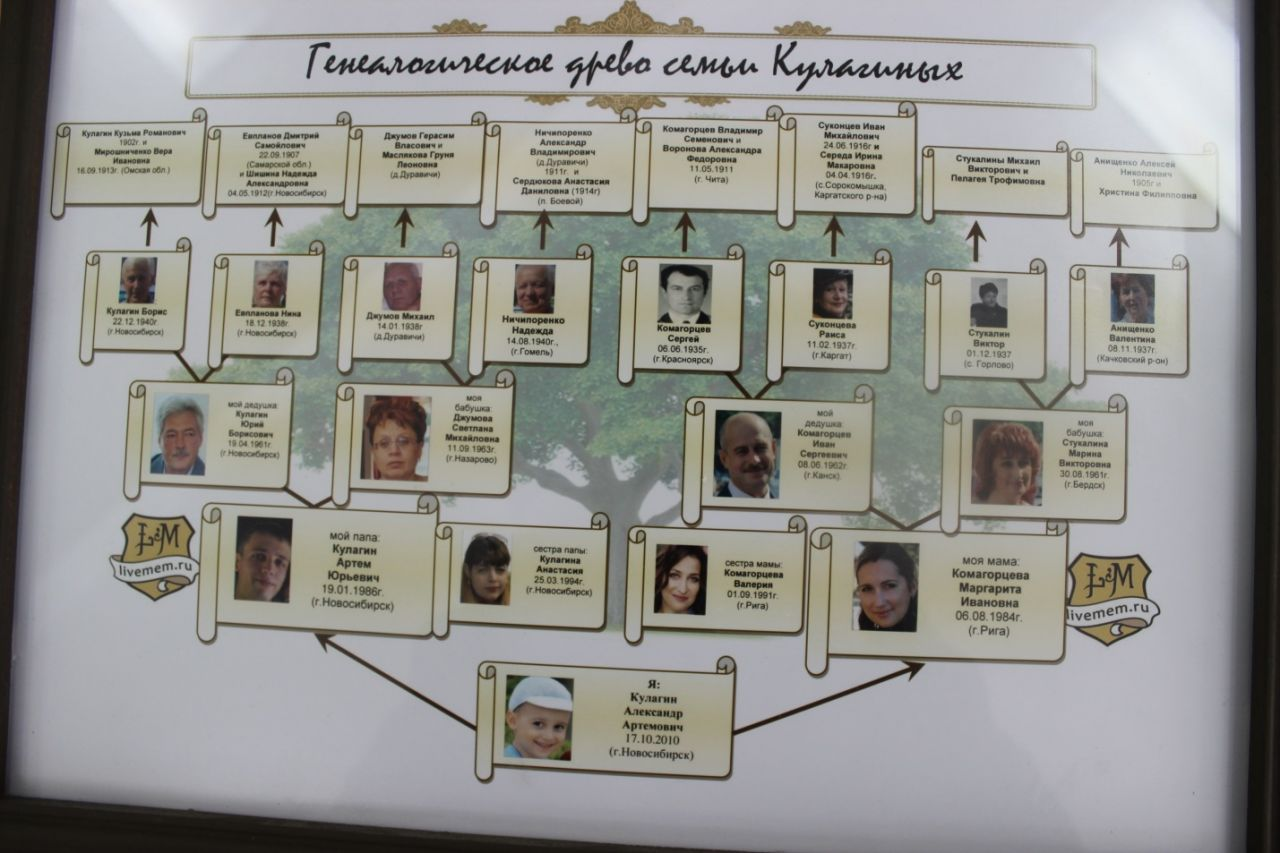 Генеалогическое древо семьи Кулагиных
Кулагин Кузьма Романович
1902г. и
Мирошниченко Вера
Ивановна
16.09.1913г. (Омская обл.)
Евпланов Дмитрий
Самойлович
22.09.1907
(Самарской обл.)
и Шишина Надежда
Александровна
04.05.1912(г.Новосибирск)
Джумов Герасим
Власович и
Маслякова Груня
Леоновна
(д.Дуравичи)
Ничипоренко
Александр
Владимирович
(д.Дуравичи)
1911г. и
Сердюкова Анастасия
Даниловна (1914г)
(п. Боевой)
Комагорцев Владимир
Семенович и
Воронова Александра
Федоровна
11.05.1911
(г. Чита)
Суконцев Иван
Михайлович
24.06.1916г и
Середа Ирина
Макаровна
04.04.1916г.
(с.Сорокомышка,
Каргатского р-на)
Стукалины Михаил
Викторович и
Пелагея Трофимовна
Анищенко Алексей
Николаевич
1905г и
Христина Филипповна
Кулагин Борис
22.12.1940г.
(г.Новосибирск)
Евпланова Нина
18.12.1938г.
(г.Новосибирск)
Джумов Михаил
14.01.1938г
(д.Дуравичи)
Ничипоренко
Надежда
14.08.1940г.,
(г.Гомель)
Комагорцев
Сергей
06.06.1935г.
(г.Красноярск)
Суконцева
Раиса
11.02.1937г.
(г.Каргат)
Стукалин
Виктор
01.12.1937
(с. Горлово)
Анищенко
Валентина
08.11.1937г.
(Качковский р-он)
мой дедушка:
Кулагин
Юрий
Борисович
19.04.1961г.
(г.Новосибирск)
моя
бабушка:
Джумова
Светлана
Михайловна
11.09.1963г.
(г.Назарово)
мой
дедушка:
Комагорцев
Иван
Сергеевич
08.06.1962г.
(г.Канск).
моя
бабушка:
Стукалина
Марина
Викторовна
30.08.1961г.
(г.Бердск)
мой папа:
Кулагин
Артем
Юрьевич
19.01.1986г.
(г.Новосибирск)
сестра папы:
Кулагина
Анастасия
25.03.1994г.
(г.Новосибирск)
сестра мамы:
Комагорцева
Валерия
01.09.1991г.
(г.Рига)
моя мама:
Комагорцева
Маргарита
Ивановна
06.08.1984г.
(г.Рига)
L&M
livemem.ru
L&M
livemem.ru
Я:
Кулагин
Александр
Артемович
17.10.2010
(г.Новосибирск)